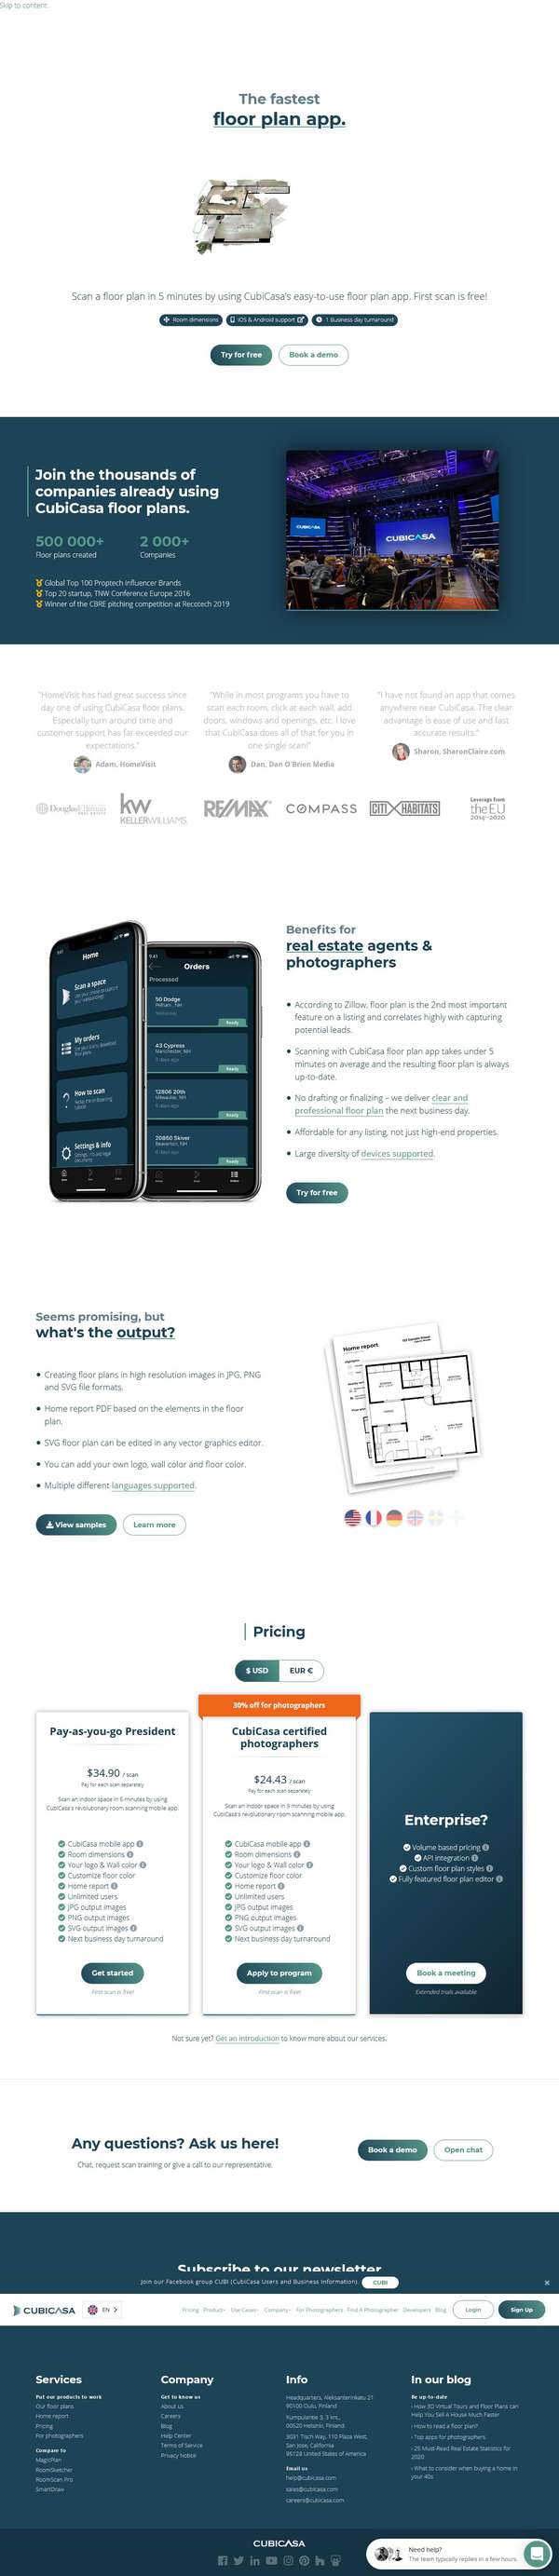 Skip to content
The fastest
floor plan app.
Scan a floor plan in 5 minutes by using CubiCasa's easy-to-use floor plan app. First scan is free!
Room dimensions
iOS & Android support
1 Business day turnaround
Try for free
Book a demo
Join the thousands of
companies already using
CubiCasa floor plans.
500 000+
Floor plans created
2 000+
Companies
Global Top 100 Proptech Influencer Brands
Top 20 startup, TNW Conference Europe 2016
Winner of the CBRE pitching competition at Recotech 2019
CUBICASA
CUBICASA
"HomeVisit has had great success since
day one of using CubiCasa floor plans.
Especially turn around time and
customer support has far exceeded our
expectations."
Adam, HomeVisit
"While in most programs you have to
scan each room, click at each wall, add
doors, windows and openings, etc, I love
that CubiCasa does all of that for you in
one single scan!"
Dan, Dan O'Brien Media
"I have not found an app that comes
anywhere near CubiCasa. The clear
advantage is ease of use and fast
accurate results."
Sharon, SharonClaire.com
DouglasElliman
REAL ESTATE
kw
KELLERWILLIAMS.
RE/MAX
COMPASS
CITI HABITATS
Leverage from
the EU
2014-2020
Home
Scan a space
My orders
How to scan
Settings & info
9:41
Orders
Processed
50 Dodge
Ready
43 Cypress
Manchester, NH
Ready
12806 20th
Ready
20850 Skiver
Beaverton, NH
Ready
Benefits for
real estate agents &
photographers
According to Zillow, floor plan is the 2nd most important
feature on a listing and correlates highly with capturing
potential leads.
Scanning with CubiCasa floor plan app takes under 5
minutes on average and the resulting floor plan is always
up-to-date.
No drafting or finalizing – we deliver clear and
professional floor plan the next business day.
Affordable for any listing, not just high-end properties.
Large diversity of devices supported.
Try for free
Seems promising, but
what's the output?
Creating floor plans in high resolution images in JPG, PNG
and SVG file formats.
Home report PDF based on the elements in the floor
plan.
SVG floor plan can be edited in any vector graphics editor.
You can add your own logo, wall color and floor color.
Multiple different languages supported.
View samples
Learn more
Home report
Pricing
$ USD
EUR €
Pay-as-you-go President
$34.90 / scan
Pay for each scan separately
Scan an indoor space in 5 minutes by using
CubiCasa's revolutionary room scanning mobile app.
CubiCasa mobile app
Room dimensions
Your logo & Wall color
Customize floor color
Home report
Unlimited users
JPG output images
PNG output images
SVG output images
Next business day turnaround
Get started
First scan is free!
30% off for photographers
CubiCasa certified
photographers
$24.43 / scan
Pay for each scan separately
Scan an indoor space in 5 minutes by using
CubiCasa's revolutionary room scanning mobile app.
CubiCasa mobile app
Room dimensions
Your logo & Wall color
Customize floor color
Home report
Unlimited users
JPG output images
PNG output images
SVG output images
Next business day turnaround
Apply to program
First scan is free!
Enterprise?
Volume based pricing
API integration
Custom floor plan styles
Fully featured floor plan editor
Book a meeting
Extended trials available
Not sure yet? Get an introduction to know more about our services.
Any questions? Ask us here!
Chat, request scan training or give a call to our representative.
Book a demo
Open chat
Subscribe to our newsletter
Join our Facebook group CUBI (CubiCasa Users and Business Information).
CUBI
CUBICASA
EN
Pricing
Product
Use Cases
Company
For Photographers
Find A Photographer
Developers
Blog
Login
Sign Up
Services
Put our products to work
Our floor plans
Home report
Pricing
For photographers
Compare to
MagicPlan
RoomSketcher
RoomScan Pro
SmartDraw
Company
Get to know us
About us
Careers
Blog
Help Center
Terms of Service
Privacy Notice
Info
Headquarters, Aleksanterinkatu 21
90100 Oulu, Finland
Kumpulantie 3, 3 krs.,
00520 Helsinki, Finland
3031 Tisch Way, 110 Plaza West,
San Jose, California
95128 United States of America
Email us
help@cubicasa.com
sales@cubicasa.com
careers@cubicasa.com
In our blog
Be up-to-date
› How 3D Virtual Tours and Floor Plans can
Help You Sell A House Much Faster
› How to read a floor plan?
› Top apps for photographers
› 25 Must-Read Real Estate Statistics for
2020
› What to consider when buying a home in
your 40s
CUBICASA
Need help?
The team typically replies in a few hours.